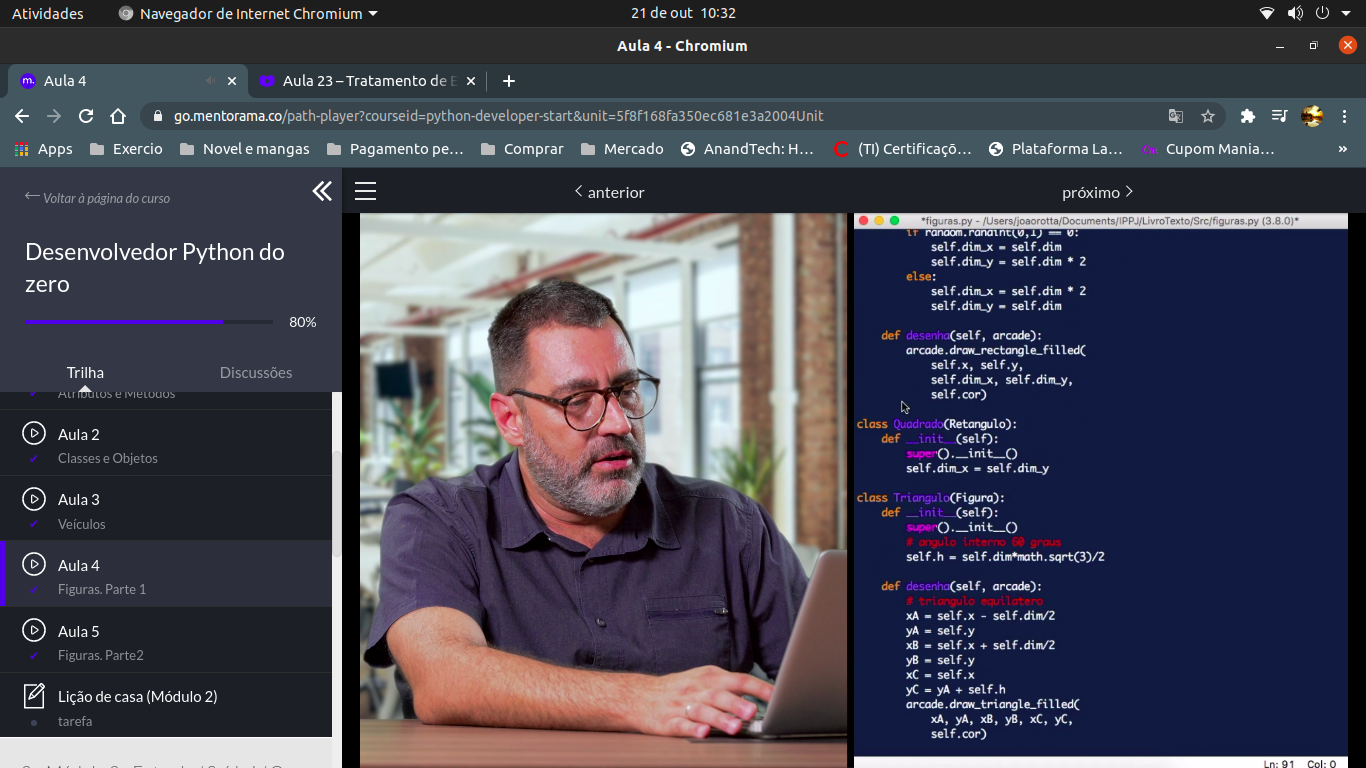 Atividades
Navegador de Internet Chromium
21 de out 10:32
Aula 4 - Chromium
m. Aula 4
Aula 23 – Tratamento de E
go.mentorama.co/path-player?courseid=python-developer-start&unit=5f8f168fa350ec681e3a2004Unit
Apps
Exercio
Novel e mangas
Pagamento pe...
Comprar
Mercado
AnandTech: H...
(TI) Certificaçõ...
Plataforma La...
Cupom Mania...
»
Voltar à página do curso
Desenvolvedor Python do
zero
80%
Trilha
Discussões
Atributos e Métodos
Aula 2
Classes e Objetos
Aula 3
Veículos
Aula 4
Figuras. Parte 1
Aula 5
Figuras. Parte2
Lição de casa (Módulo 2)
tarefa
anterior
próximo
*figuras.py - /Users/joaorotta/Documents/IPPJ/LivroTexto/Src/figuras.py (3.8.0)*
if random.randint(0,1) == 0:
self.dim_x = self.dim
self.dim_y = self.dim * 2
else:
self.dim_x = self.dim * 2
self.dim_y = self.dim
def desenha(self, arcade):
arcade.draw_rectangle_filled(
self.x, self.y,
self.dim_x, self.dim_y,
self.cor)
class Quadrado(Retangulo):
def __init__(self):
super().__init__()
self.dim_x = self.dim_y
class Triangulo(Figura):
def __init__(self):
super().__init__()
# angulo interno 60 graus
self.h = self.dim*math.sqrt(3)/2
def desenha(self, arcade):
# triangulo equilatero
xA = self.x - self.dim/2
yA = self.y
xB = self.x + self.dim/2
yB = self.y
xC = self.x
yC = yA + self.h
arcade.draw_triangle_filled(
xA, yA, xB, yB, xC, yC,
self.cor)
Ln: 91 Col: 0